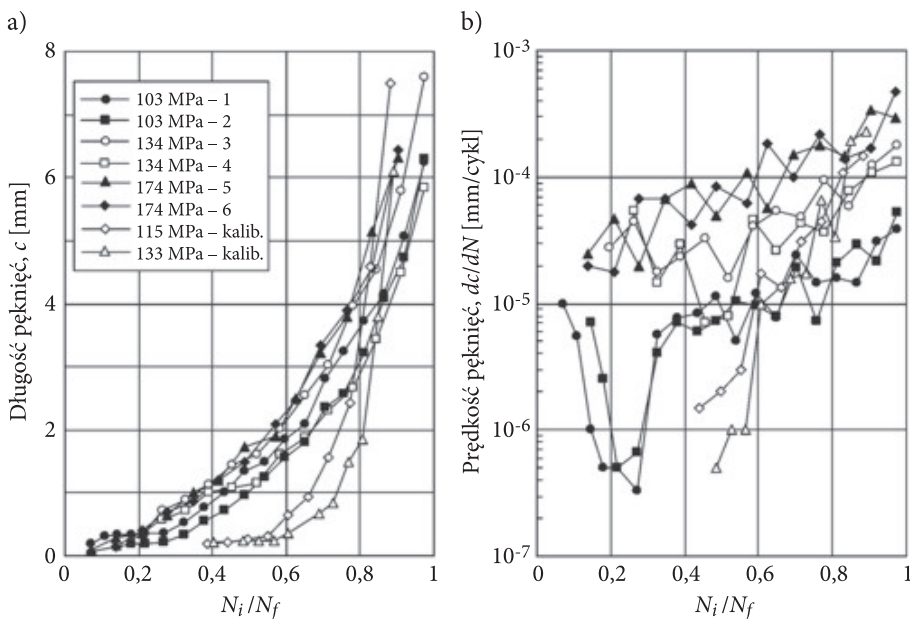 a)
Długość pęknięć, c [mm]
8
6
4
2
0
103 MPa – 1
103 MPa – 2
134 MPa – 3
134 MPa – 4
174 MPa – 5
174 MPa – 6
115 MPa – kalib.
133 MPa – kalib.
0 0,2 0,4 0,6 0,8 1
Ni/Nf
b)
Prędkość pęknięć, dc/dN [mm/cykl]
10-3
10-4
10-5
10-6
10-7
0 0,2 0,4 0,6 0,8 1
Ni/Nf